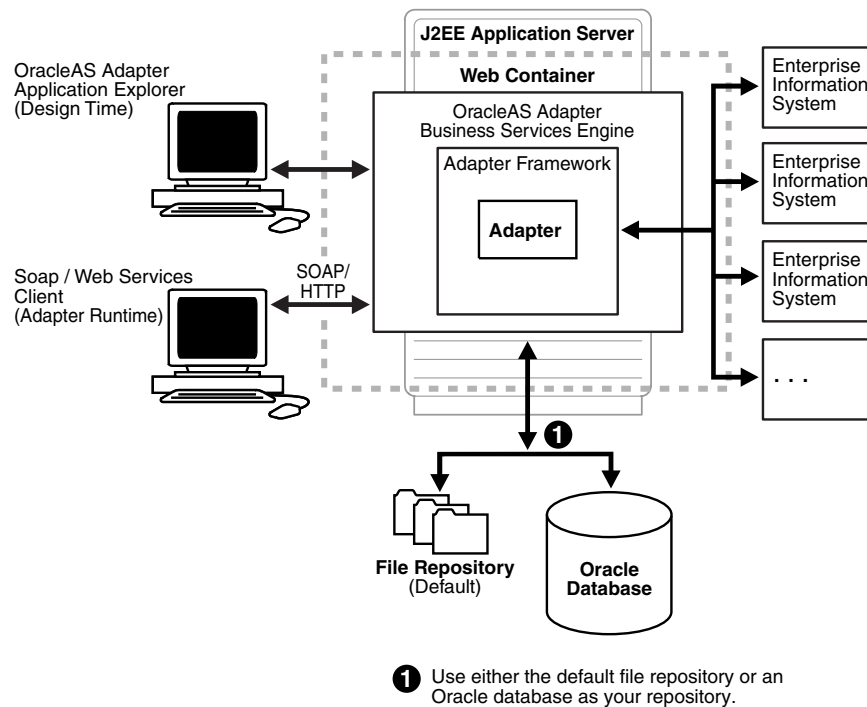 J2EE Application Server
Web Container
OracleAS Adapter
Application Explorer
(Design Time)
OracleAS Adapter
Business Services Engine
Adapter Framework
Adapter
Soap / Web Services
Client
(Adapter Runtime)
SOAP/
HTTP
Enterprise
Information
System
Enterprise
Information
System
Enterprise
Information
System
. . .
1
File Repository
(Default)
Oracle
Database
1 Use either the default file repository or an
Oracle database as your repository.